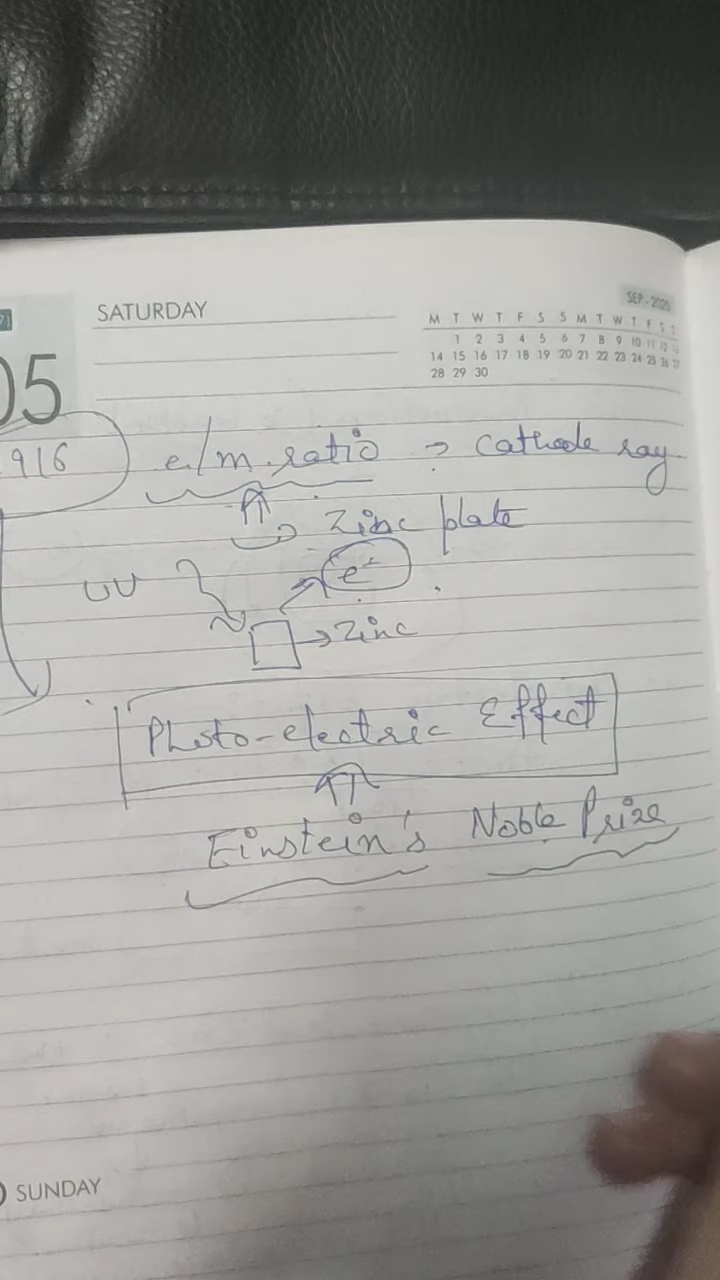 SEP - 2020
SATURDAY
M T W T F S S M T W T F S S
1 2 3 4 5 6 7 8 9 10 11 12 13
14 15 16 17 18 19 20 21 22 23 24 25 26 27
28 29 30
05
916
e/m ratio → Cathode ray
→ Zinc plate
UV
e⁻
→ Zinc
Photo-electric Effect
Einstein's Noble Prize
SUNDAY